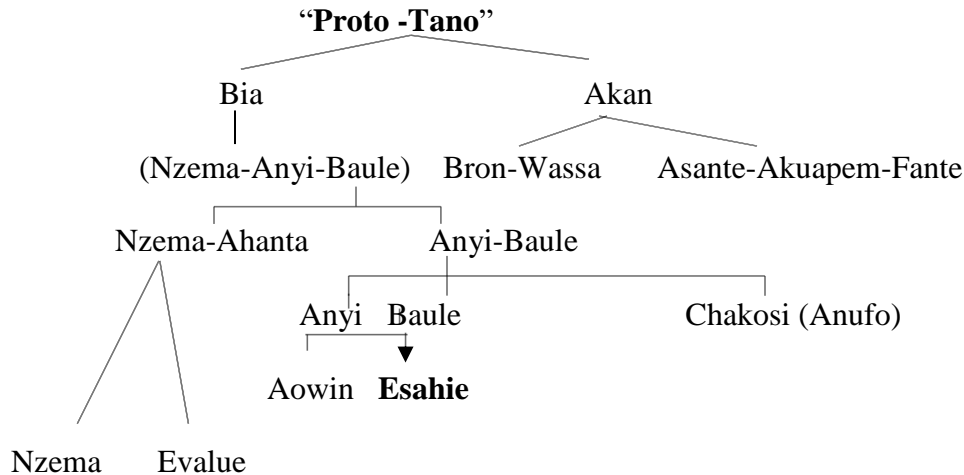 “Proto -Tano”
Bia Akan
(Nzema-Anyi-Baule) Bron-Wassa Asante-Akuapem-Fante
Nzema-Ahanta Anyi-Baule
Anyi Baule Chakosi (Anufo)
Aowin Esahie
Nzema Evalue